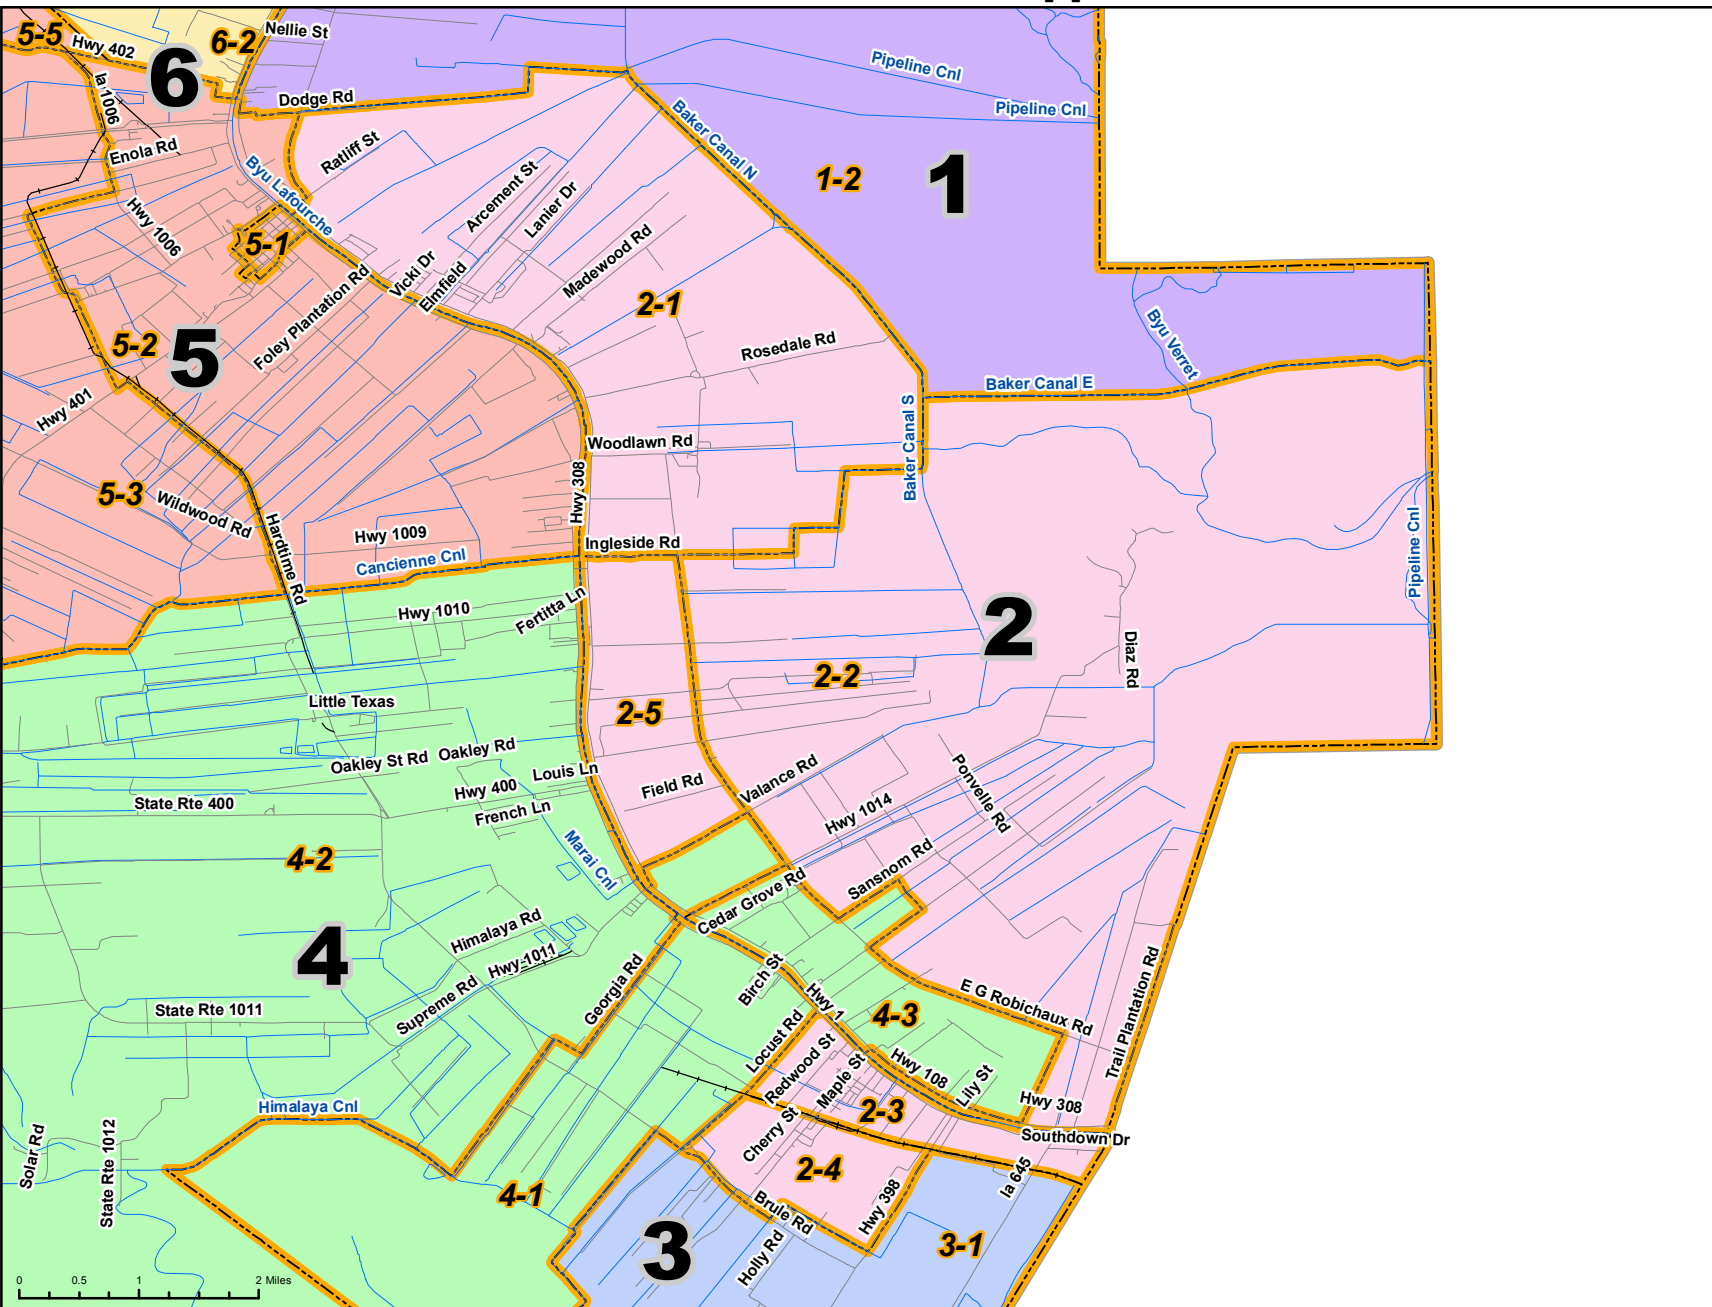 5-5
Hwy 402
6-2
Nellie St
6
la 1006
Dodge Rd
Pipeline Cnl
Pipeline Cnl
Enola Rd
Ratliff St
Baker Canal N
1-2
1
Byu Lafourche
Hwy 1006
5-1
Arcement St
Lanier Dr
Madewood Rd
Vicki Dr
Elmfield
Foley Plantation Rd
2-1
5-2
5
Rosedale Rd
Byu Verret
Baker Canal E
Hwy 401
Baker Canal S
Woodlawn Rd
Hwy 308
5-3
Wildwood Rd
Hardtime Rd
Hwy 1009
Cancienne Cnl
Ingleside Rd
Pipeline Cnl
Hwy 1010
Fertitta Ln
2
Diaz Rd
2-2
Little Texas
2-5
Oakley St Rd
Oakley Rd
Louis Ln
Field Rd
Valance Rd
Ponvelle Rd
Hwy 400
State Rte 400
French Ln
Hwy 1014
Marai Cnl
4-2
Sansnom Rd
Cedar Grove Rd
4
Himalaya Rd
Hwy 1011
Georgia Rd
Birch St
Hwy 1
E G Robichaux Rd
Trail Plantation Rd
State Rte 1011
Supreme Rd
4-3
Locust Rd
Redwood St
Maple St
Hwy 108
Lily St
Himalaya Cnl
2-3
Hwy 308
Cherry St
Southdown Dr
Solar Rd
State Rte 1012
2-4
la 645
4-1
Brule Rd
Hwy 398
3
Holly Rd
3-1
0 0.5 1 2 Miles